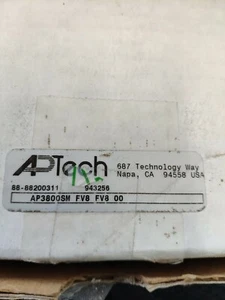 APTech
687 Technology Way
Napa, CA 94558 USA
88-88200311 943256
AP3600SM FV8 FV8 00